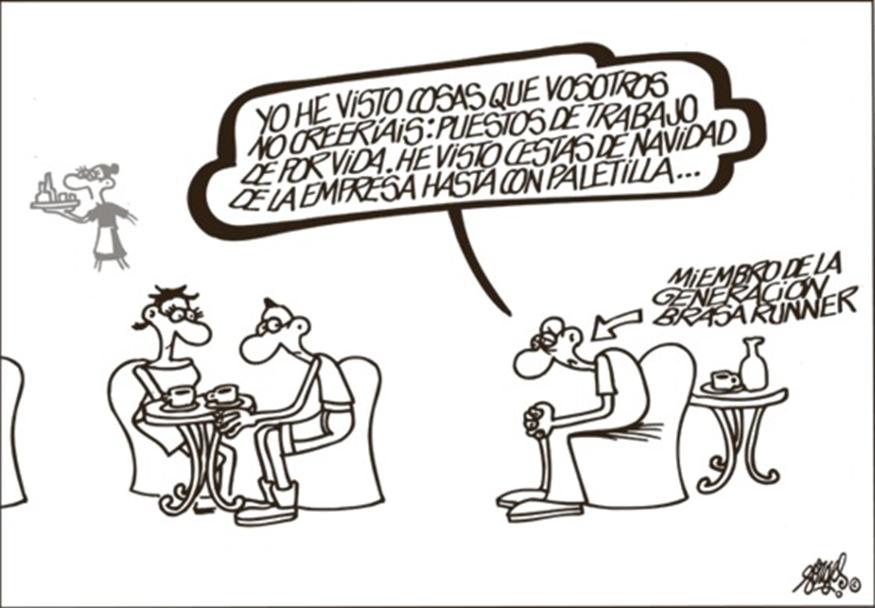 YO HE VISTO COSAS QUE VOSOTROS
NO CREERÍAIS: PUESTOS DE TRABAJO
DE POR VIDA. HE VISTO CESTAS DE NAVIDAD
DE LA EMPRESA HASTA CON PALETILLA...
MIEMBRO DE LA
GENERACIÓN
BRASA RUNNER
Forges
©